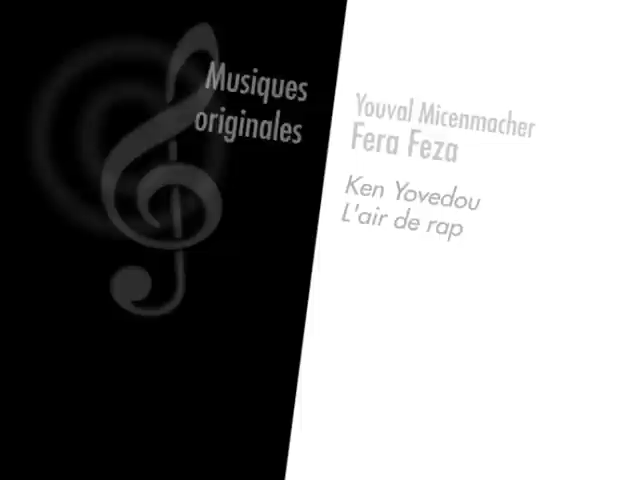 Musiques
originales
Youval Micenmacher
Fera Feza
Ken Yovedou
L'air de rap